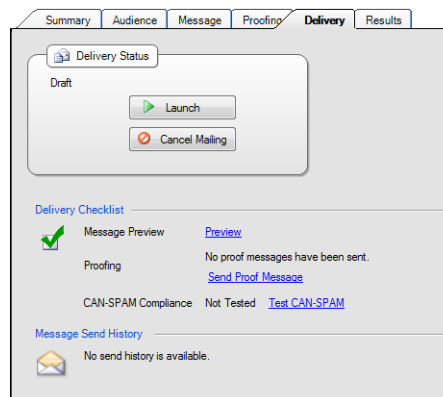 Summary Audience Message Proofing Delivery Results
Delivery Status
Draft
Launch
Cancel Mailing
Delivery Checklist
Message Preview Preview
No proof messages have been sent.
Proofing
Send Proof Message
CAN-SPAM Compliance Not Tested Test CAN-SPAM
Message Send History
No send history is available.